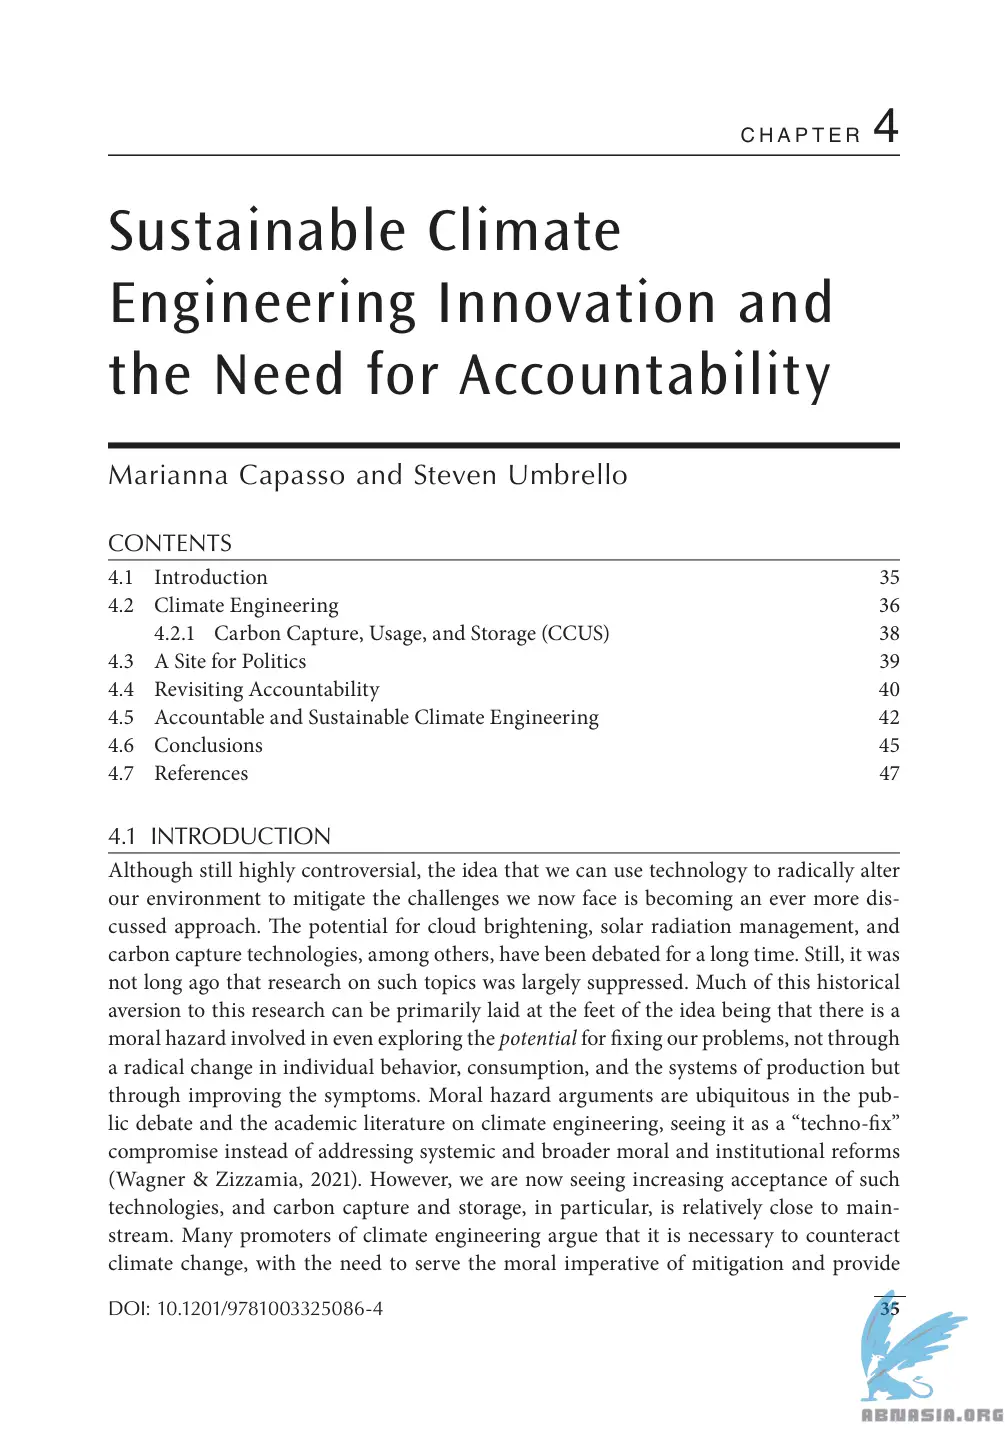 CHAPTER 4
Sustainable Climate
Engineering Innovation and
the Need for Accountability
Marianna Capasso and Steven Umbrello
CONTENTS
4.1 Introduction 35
4.2 Climate Engineering 36
4.2.1 Carbon Capture, Usage, and Storage (CCUS) 38
4.3 A Site for Politics 39
4.4 Revisiting Accountability 40
4.5 Accountable and Sustainable Climate Engineering 42
4.6 Conclusions 45
4.7 References 47
4.1 INTRODUCTION
Although still highly controversial, the idea that we can use technology to radically alter
our environment to mitigate the challenges we now face is becoming an ever more dis-
cussed approach. The potential for cloud brightening, solar radiation management, and
carbon capture technologies, among others, have been debated for a long time. Still, it was
not long ago that research on such topics was largely suppressed. Much of this historical
aversion to this research can be primarily laid at the feet of the idea being that there is a
moral hazard involved in even exploring the potential for fixing our problems, not through
a radical change in individual behavior, consumption, and the systems of production but
through improving the symptoms. Moral hazard arguments are ubiquitous in the pub-
lic debate and the academic literature on climate engineering, seeing it as a “techno-fix”
compromise instead of addressing systemic and broader moral and institutional reforms
(Wagner & Zizzamia, 2021). However, we are now seeing increasing acceptance of such
technologies, and carbon capture and storage, in particular, is relatively close to main-
stream. Many promoters of climate engineering argue that it is necessary to counteract
climate change, with the need to serve the moral imperative of mitigation and provide
DOI: 10.1201/9781003325086-4 35
ABNASIA.ORG